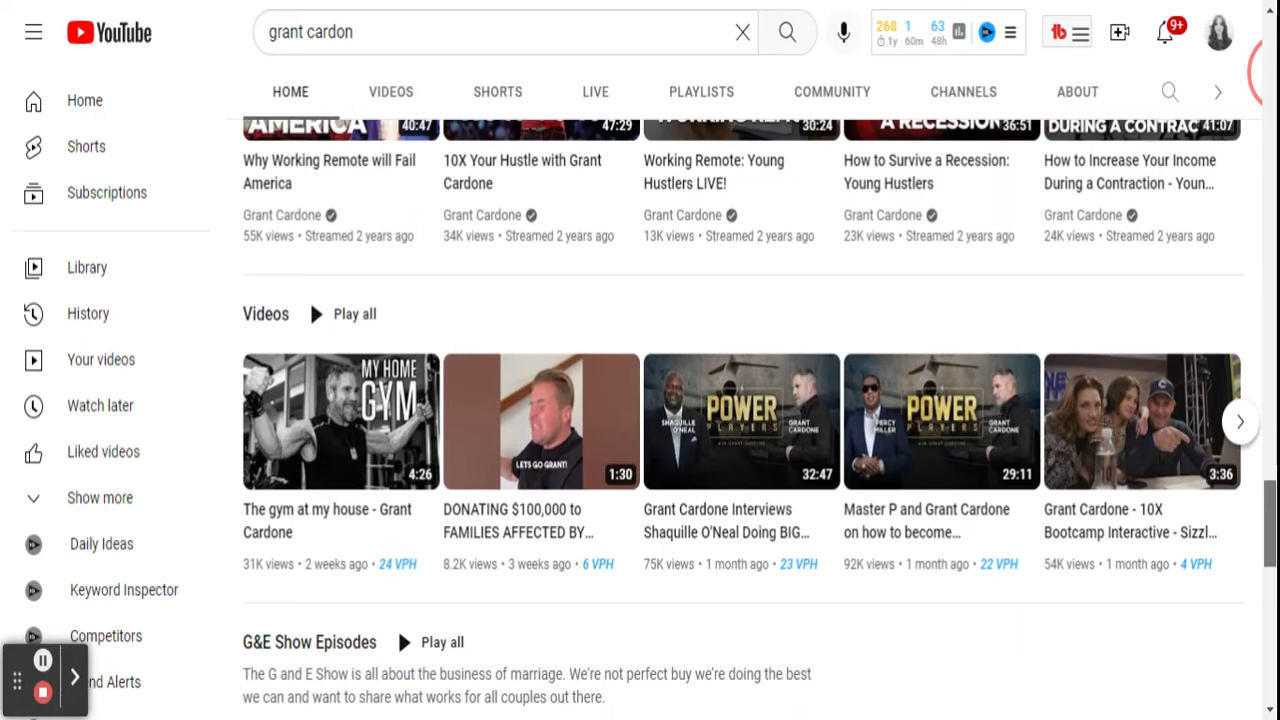 YouTube
grant cardon
268 1 63
1y 60m 48h
9+
HOME VIDEOS SHORTS LIVE PLAYLISTS COMMUNITY CHANNELS ABOUT
Home
Shorts
Subscriptions
Library
History
Your videos
Watch later
Liked videos
Show more
Daily Ideas
Keyword Inspector
Competitors
nd Alerts
AMERICA 40:47
47:29
30:24
A RECESSION 36:51
DURING A CONTRAC 41:07
Why Working Remote will Fail
America
Grant Cardone
55K views • Streamed 2 years ago
10X Your Hustle with Grant
Cardone
Grant Cardone
34K views • Streamed 2 years ago
Working Remote: Young
Hustlers LIVE!
Grant Cardone
13K views • Streamed 2 years ago
How to Survive a Recession:
Young Hustlers
Grant Cardone
23K views • Streamed 2 years ago
How to Increase Your Income
During a Contraction - Youn...
Grant Cardone
24K views • Streamed 2 years ago
Videos Play all
MY HOME
GYM
4:26
The gym at my house - Grant
Cardone
31K views • 2 weeks ago • 24 VPH
LETS GO GRANT!
1:30
DONATING $100,000 to
FAMILIES AFFECTED BY...
8.2K views • 3 weeks ago • 6 VPH
POWER
PLAYERS
SHAQUILLE
O'NEAL
GRANT
CARDONE
32:47
Grant Cardone Interviews
Shaquille O'Neal Doing BIG...
75K views • 1 month ago • 23 VPH
POWER
PLAYERS
PERCY
MILLER
GRANT
CARDONE
29:11
Master P and Grant Cardone
on how to become...
92K views • 1 month ago • 22 VPH
3:36
Grant Cardone - 10X
Bootcamp Interactive - Sizzl...
54K views • 1 month ago • 4 VPH
G&E Show Episodes Play all
The G and E Show is all about the business of marriage. We're not perfect buy we're doing the best
we can and want to share what works for all couples out there.